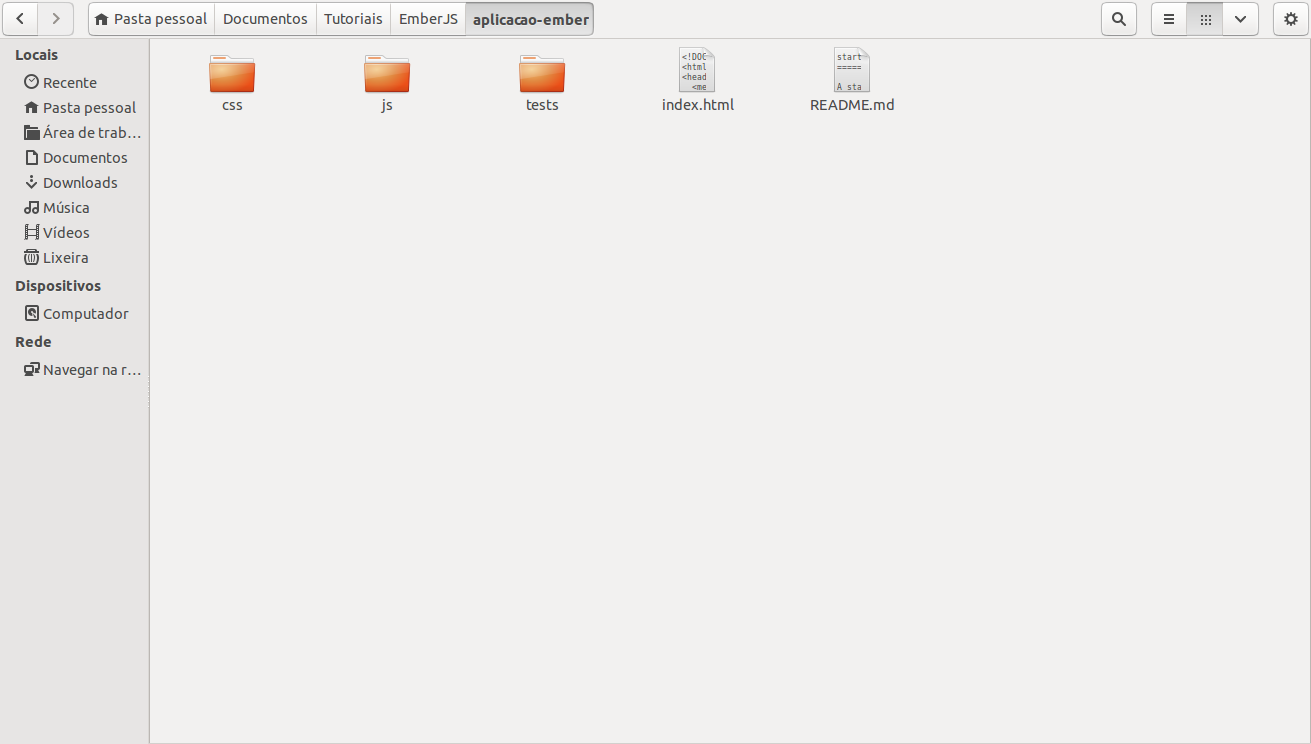 Pasta pessoal Documentos Tutoriais EmberJS aplicacao-ember
Locais
Recente
Pasta pessoal
Área de trab...
Documentos
Downloads
Música
Vídeos
Lixeira
Dispositivos
Computador
Rede
Navegar na r...
<!DOC
<html
<head
<me
start
=====
A sta
css js tests index.html README.md